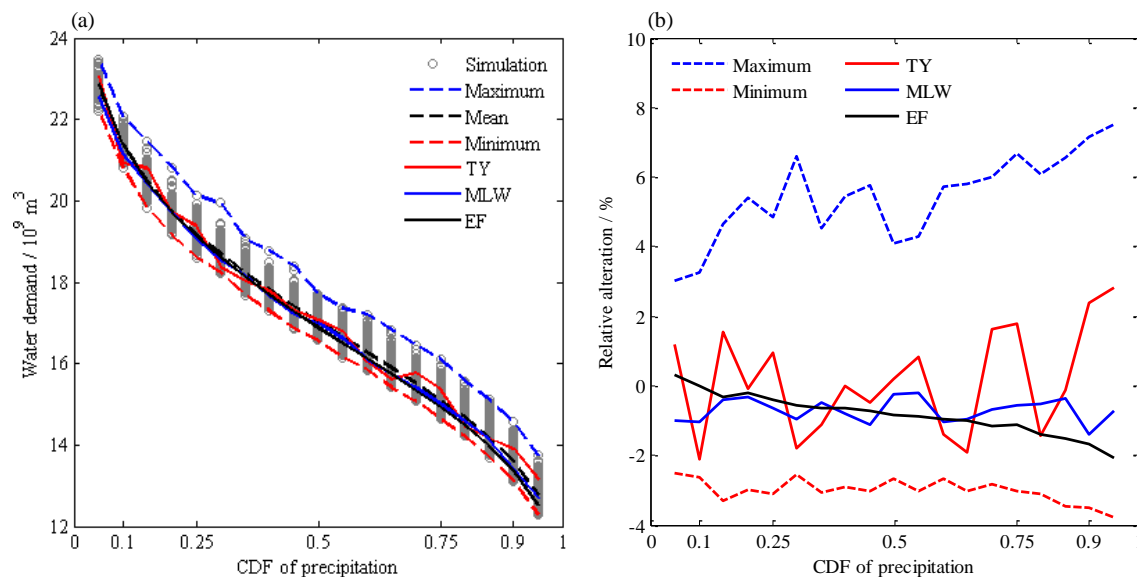 (a)
24
22
20
18
16
14
12
Water demand / 10⁹ m³
0 0.1 0.25 0.5 0.75 0.9 1
CDF of precipitation
Simulation
Maximum
Mean
Minimum
TY
MLW
EF
(b)
10
8
6
4
2
0
-2
-4
Relative alteration / %
0 0.1 0.25 0.5 0.75 0.9 1
CDF of precipitation
Maximum
Minimum
TY
MLW
EF